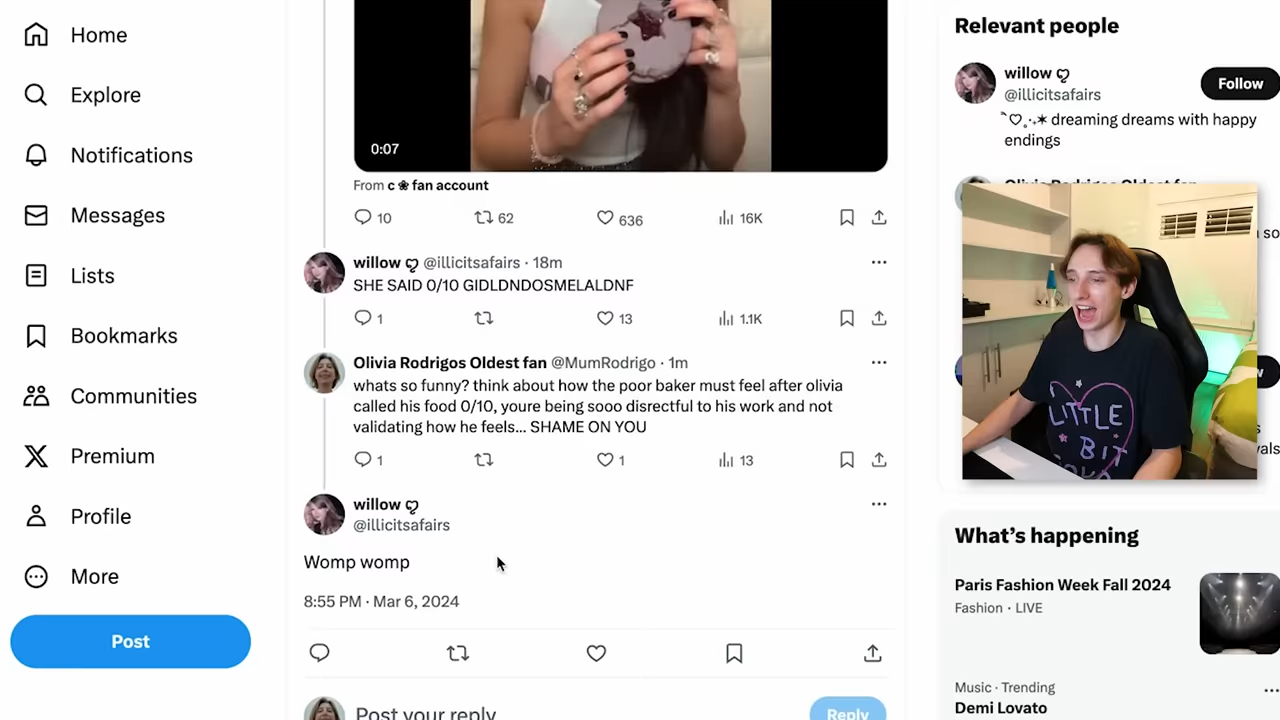 Home
Explore
Notifications
Messages
Lists
Bookmarks
Communities
Premium
Profile
More
Post
0:07
From c ❀ fan account
10
62
636
16K
willow ღ @illicitsafairs · 18m
SHE SAID 0/10 GIDLDNDOSMELALDNF
1
13
1.1K
Olivia Rodrigos Oldest fan @MumRodrigo · 1m
whats so funny? think about how the poor baker must feel after olivia
called his food 0/10, youre being sooo disrectful to his work and not
validating how he feels... SHAME ON YOU
1
1
13
willow ღ
@illicitsafairs
Womp womp
8:55 PM · Mar 6, 2024
Post your reply
Reply
Relevant people
willow ღ
@illicitsafairs
Follow
dreaming dreams with happy
endings
Olivia Rodrigos Oldest fan
so
LITTLE
BIT
What's happening
Paris Fashion Week Fall 2024
Fashion · LIVE
Music · Trending
Demi Lovato